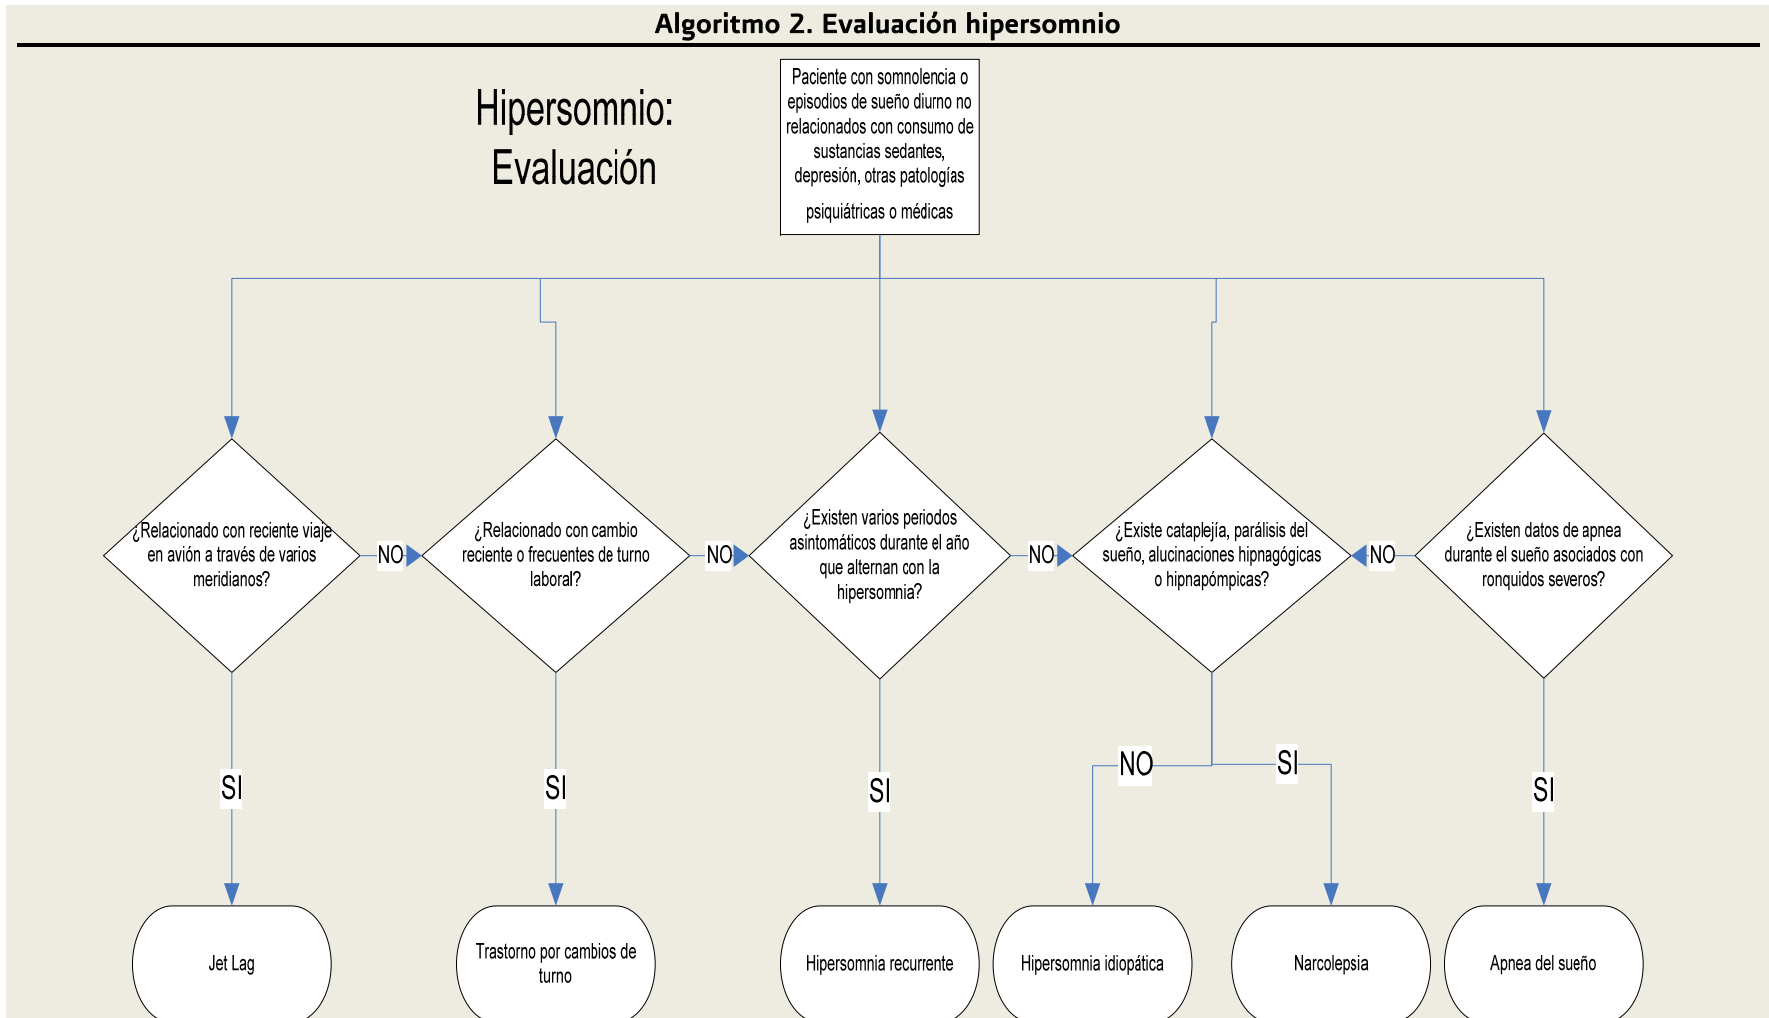 Algoritmo 2. Evaluación hipersomnio
Hipersomnio:
Evaluación
Paciente con somnolencia o
episodios de sueño diurno no
relacionados con consumo de
sustancias sedantes,
depresión, otras patologías
psiquiátricas o médicas
¿Relacionado con reciente viaje
en avión a través de varios
meridianos?
NO
¿Relacionado con cambio
reciente o frecuentes de turno
laboral?
NO
¿Existen varios periodos
asintomáticos durante el año
que alternan con la
hipersomnia?
NO
¿Existe cataplejía, parálisis del
sueño, alucinaciones hipnagógicas
o hipnapómpicas?
NO
¿Existen datos de apnea
durante el sueño asociados con
ronquidos severos?
SI
SI
SI
NO
SI
SI
Jet Lag
Trastorno por cambios de
turno
Hipersomnia recurrente
Hipersomnia idiopática
Narcolepsia
Apnea del sueño